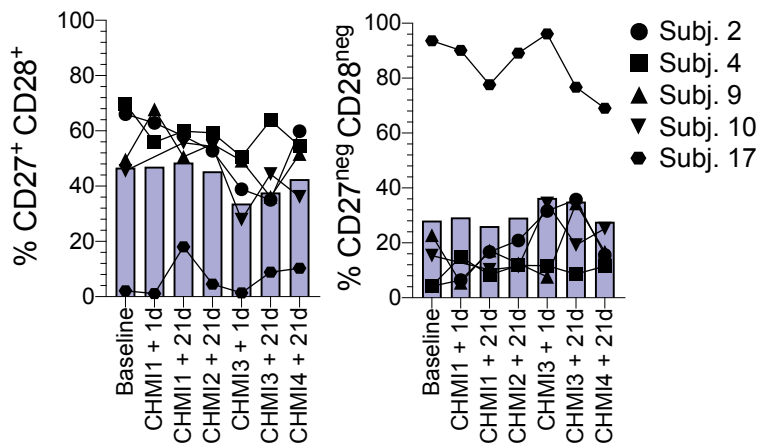 % CD27⁺ CD28⁺
100
80
60
40
20
0
Baseline
CHMI1 + 1d
CHMI1 + 21d
CHMI2 + 21d
CHMI3 + 1d
CHMI3 + 21d
CHMI4 + 21d
% CD27ⁿᵉᵍ CD28ⁿᵉᵍ
100
80
60
40
20
0
Baseline
CHMI1 + 1d
CHMI1 + 21d
CHMI2 + 21d
CHMI3 + 1d
CHMI3 + 21d
CHMI4 + 21d
Subj. 2
Subj. 4
Subj. 9
Subj. 10
Subj. 17